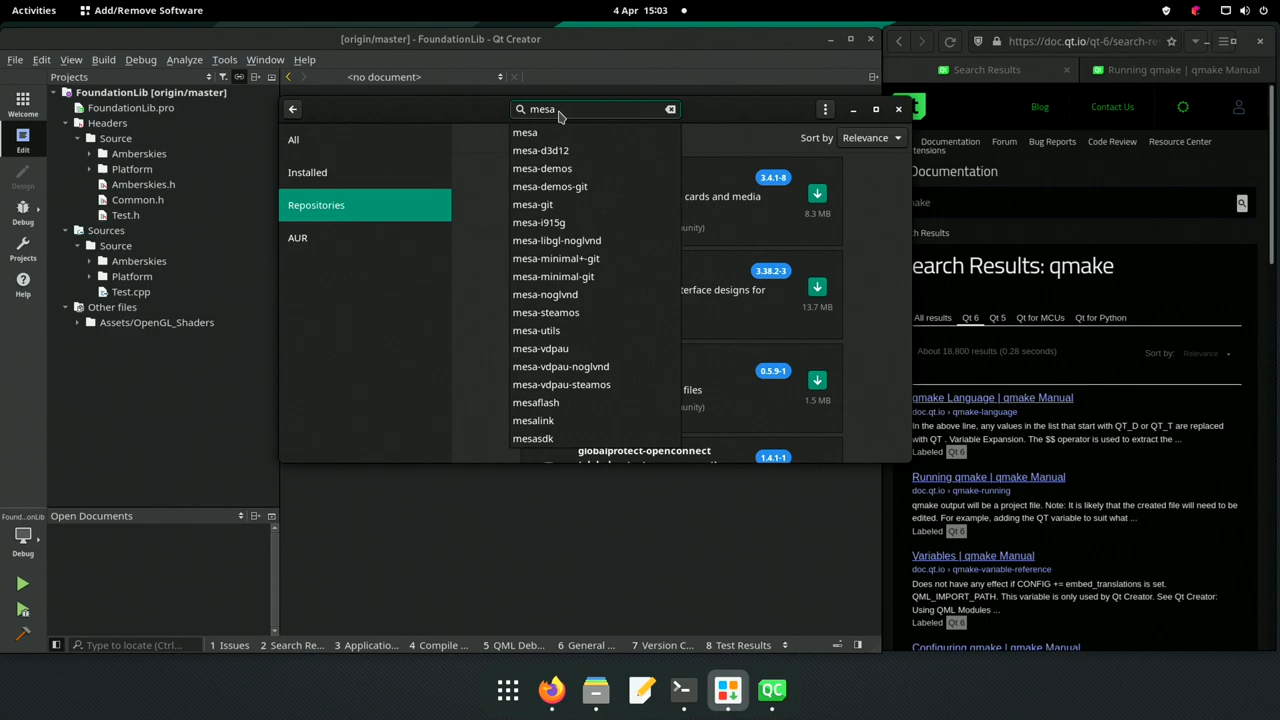 Activities
Add/Remove Software
4 Apr 15:03
[origin/master] - FoundationLib - Qt Creator
File Edit View Build Debug Analyze Tools Window Help
Projects
<no document>
Welcome
Edit
Design
Debug
Projects
Help
FoundationLib [origin/master]
FoundationLib.pro
Headers
Source
Amberskies
Platform
Amberskies.h
Common.h
Test.h
Sources
Source
Amberskies
Platform
Test.cpp
Other files
Assets/OpenGL_Shaders
Found...onLib
Debug
Open Documents
Type to locate (Ctrl...
1 Issues
2 Search Re...
3 Applicatio...
4 Compile ...
5 QML Deb...
6 General ...
7 Version C...
8 Test Results
mesa
All
Installed
Repositories
AUR
Sort by Relevance
mesa
mesa-d3d12
mesa-demos
mesa-demos-git
mesa-git
mesa-i915g
mesa-libgl-noglvnd
mesa-minimal+-git
mesa-minimal-git
mesa-noglvnd
mesa-steamos
mesa-utils
mesa-vdpau
mesa-vdpau-noglvnd
mesa-vdpau-steamos
mesaflash
mesalink
mesasdk
3.4.1-8
cards and media
8.3 MB
unity)
3.38.2-3
terface designs for
13.7 MB
0.5.9-1
files
1.5 MB
unity)
globalprotect-openconnect
1.4.1-1
https://doc.qt.io/qt-6/search-re
Search Results
Running qmake | qmake Manual
Qt
Blog
Contact Us
Documentation Forum Bug Reports Code Review Resource Center
tensions
Documentation
make
arch Results
earch Results: qmake
All results Qt 6 Qt 5 Qt for MCUs Qt for Python
About 18,800 results (0.28 seconds)
Sort by: Relevance
qmake Language | qmake Manual
doc.qt.io › qmake-language
In the above line, any values in the list that start with QT_D or QT_T are replaced
with QT . Variable Expansion. The $$ operator is used to extract the ...
Labeled Qt 6
Running qmake | qmake Manual
doc.qt.io › qmake-running
qmake output will be a project file. Note: It is likely that the created file will need to be
edited. For example, adding the QT variable to suit what ...
Labeled Qt 6
Variables | qmake Manual
doc.qt.io › qmake-variable-reference
Does not have any effect if CONFIG += embed_translations is set.
QML_IMPORT_PATH. This variable is only used by Qt Creator. See Qt Creator:
Using QML Modules ...
Labeled Qt 6
Configuring qmake | qmake Manual
QC